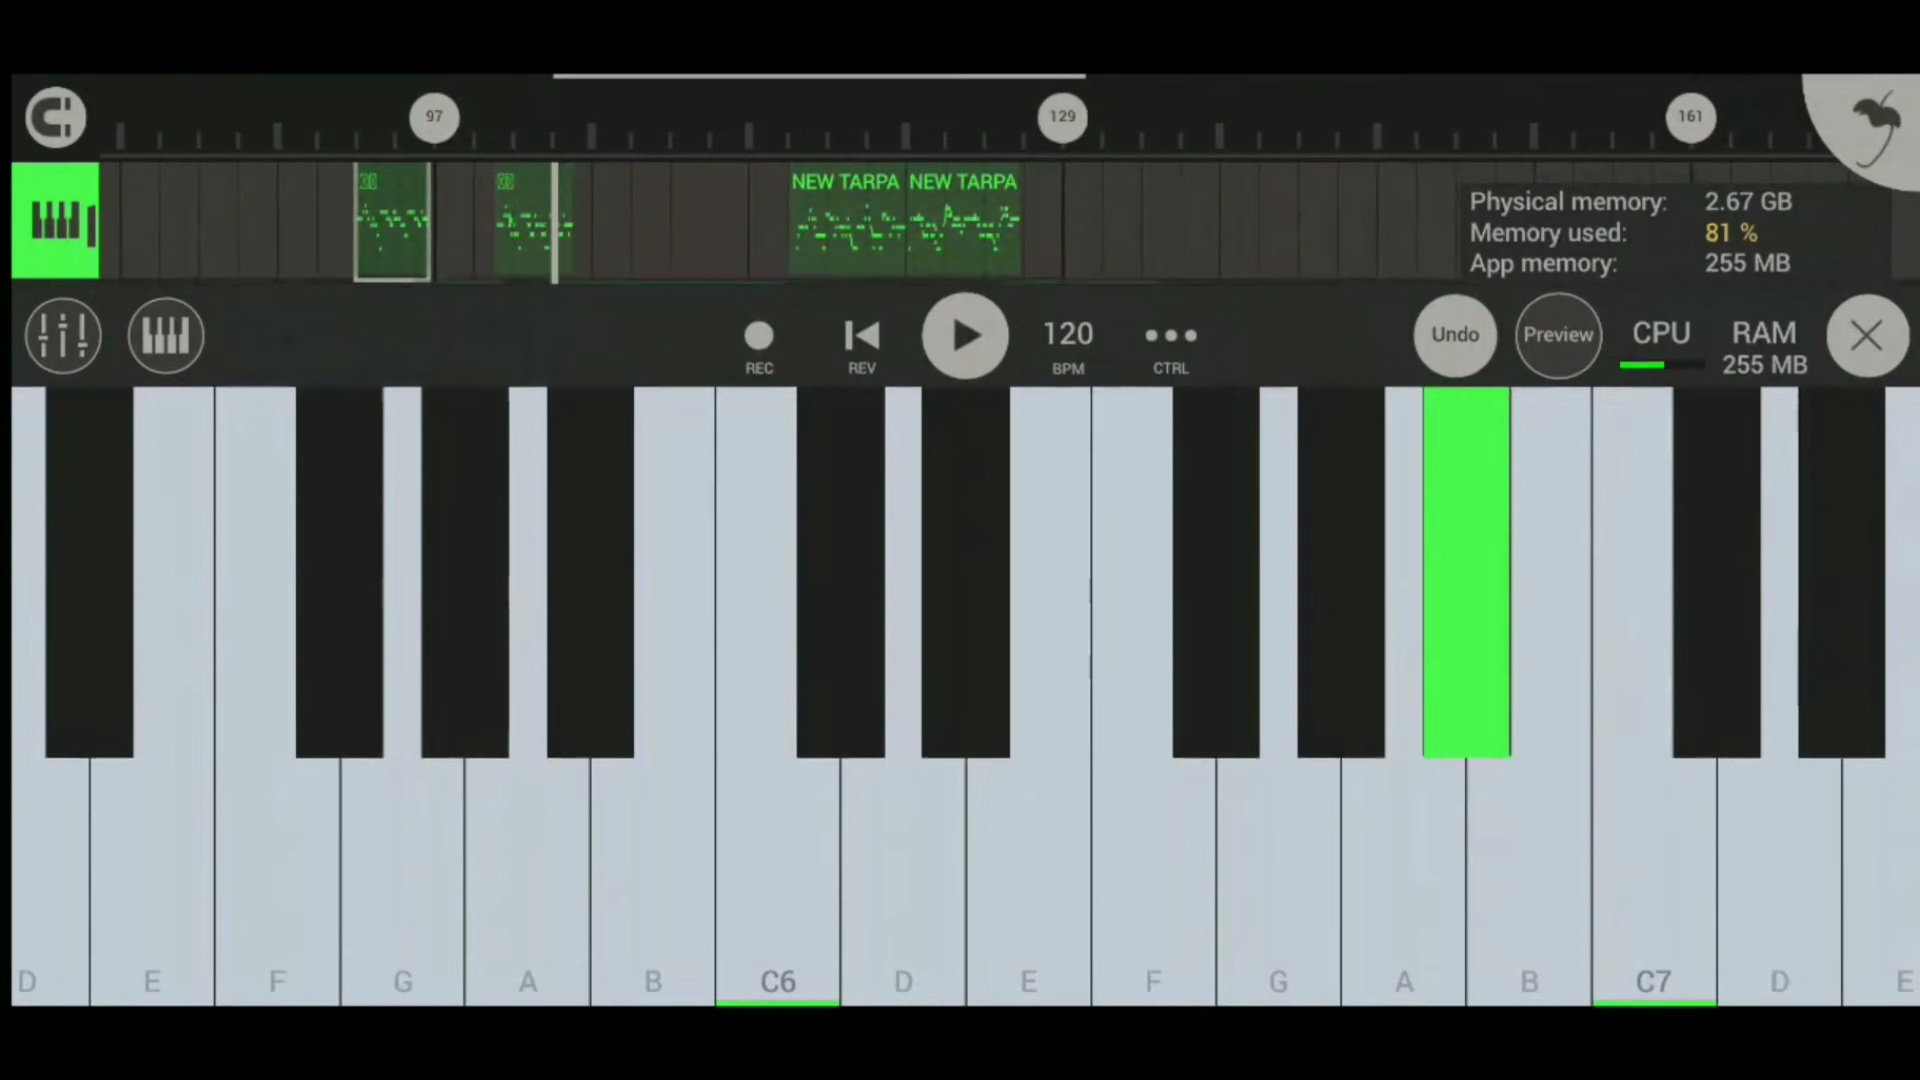 97
129
161
NEW TARPA
NEW TARPA
Physical memory: 2.67 GB
Memory used: 81 %
App memory: 255 MB
REC
REV
120
BPM
CTRL
Undo
Preview
CPU
RAM
255 MB
D E F G A B C6 D E F G A B C7 D E